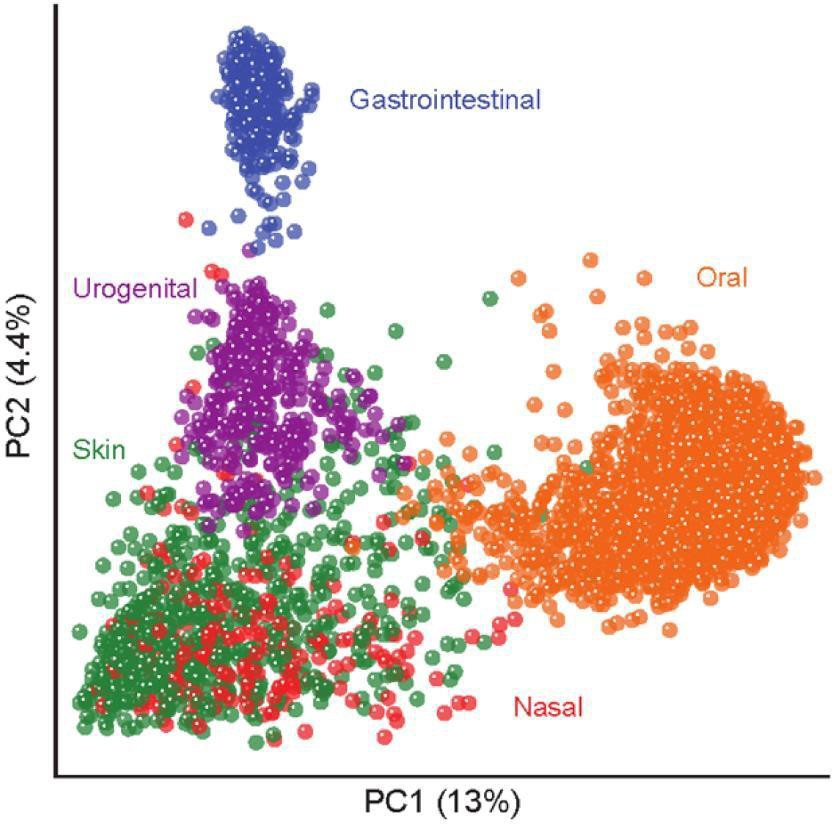 Gastrointestinal
Oral
Urogenital
PC2 (4.4%)
Skin
Nasal
PC1 (13%)